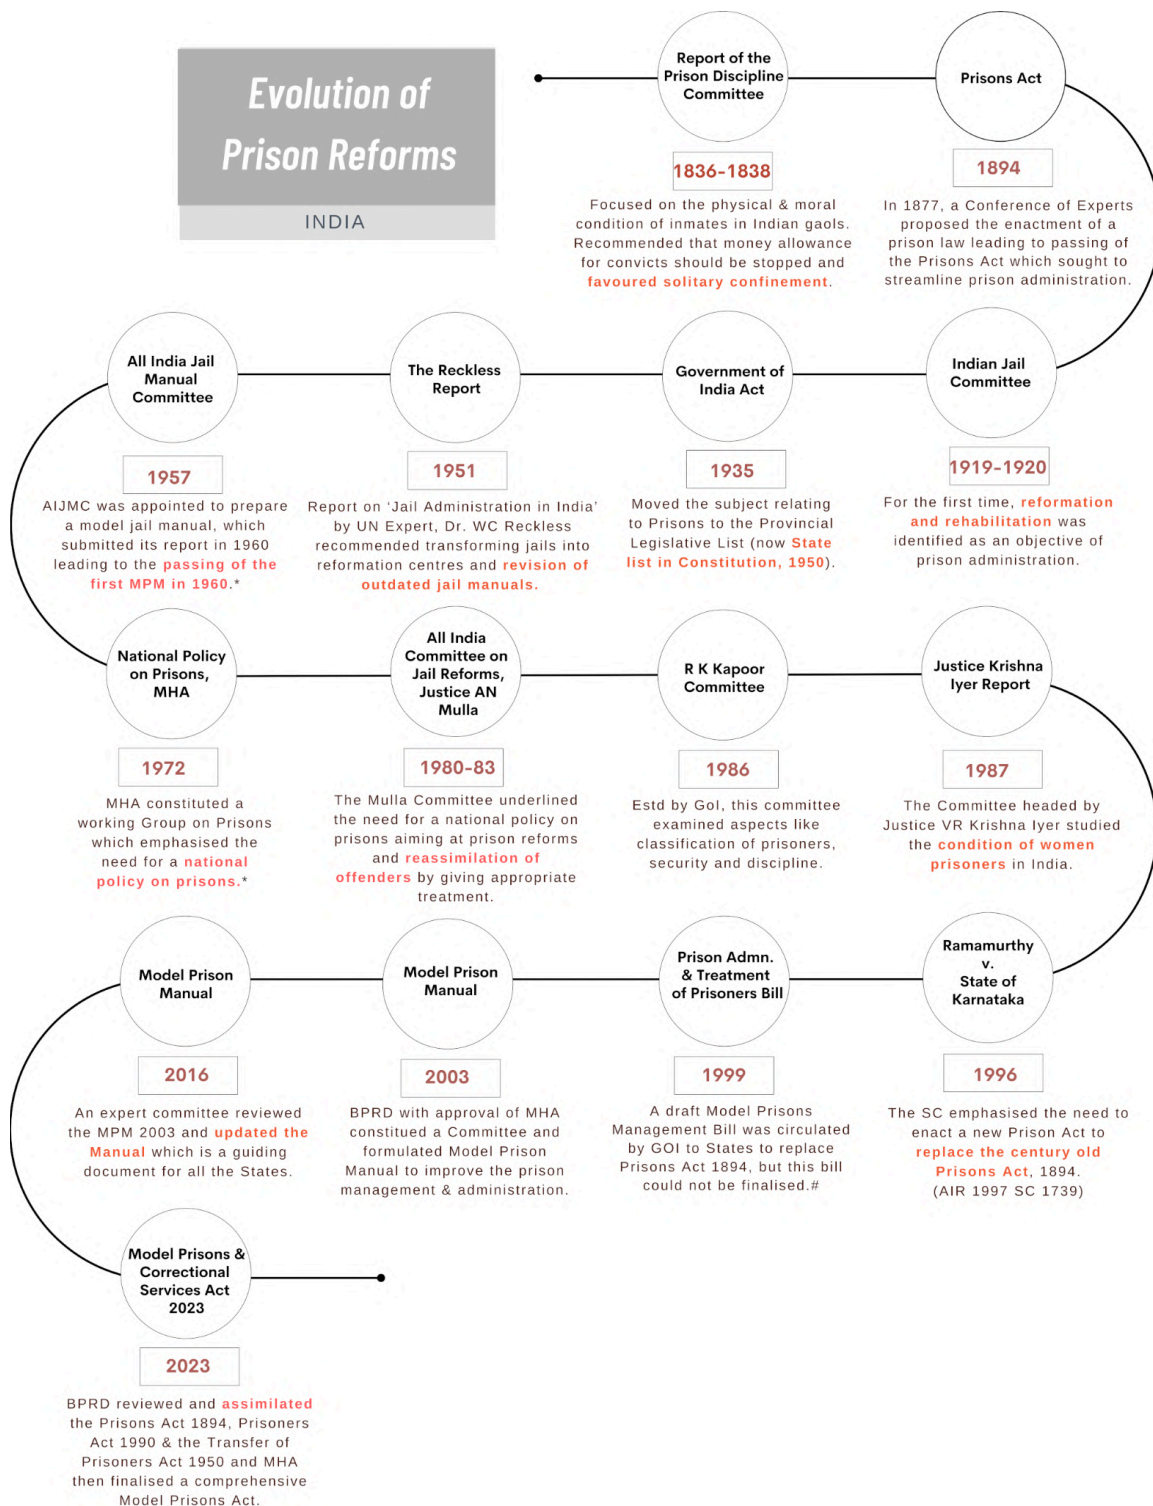 Evolution of
Prison Reforms
INDIA
Report of the
Prison Discipline
Committee
1836-1838
Focused on the physical & moral
condition of inmates in Indian gaols.
Recommended that money allowance
for convicts should be stopped and
favoured solitary confinement.
Prisons Act
1894
In 1877, a Conference of Experts
proposed the enactment of a
prison law leading to passing of
the Prisons Act which sought to
streamline prison administration.
Indian Jail
Committee
1919-1920
For the first time, reformation
and rehabilitation was
identified as an objective of
prison administration.
Government of
India Act
1935
Moved the subject relating
to Prisons to the Provincial
Legislative List (now State
list in Constitution, 1950).
The Reckless
Report
1951
Report on ‘Jail Administration in India’
by UN Expert, Dr. WC Reckless
recommended transforming jails into
reformation centres and revision of
outdated jail manuals.
All India Jail
Manual
Committee
1957
AIJMC was appointed to prepare
a model jail manual, which
submitted its report in 1960
leading to the passing of the
first MPM in 1960.*
National Policy
on Prisons,
MHA
1972
MHA constituted a
working Group on Prisons
which emphasised the
need for a national
policy on prisons.*
All India
Committee on
Jail Reforms,
Justice AN
Mulla
1980-83
The Mulla Committee underlined
the need for a national policy on
prisons aiming at prison reforms
and reassimilation of
offenders by giving appropriate
treatment.
R K Kapoor
Committee
1986
Estd by GoI, this committee
examined aspects like
classification of prisoners,
security and discipline.
Justice Krishna
Iyer Report
1987
The Committee headed by
Justice VR Krishna Iyer studied
the condition of women
prisoners in India.
Ramamurthy
v.
State of
Karnataka
1996
The SC emphasised the need to
enact a new Prison Act to
replace the century old
Prisons Act, 1894.
(AIR 1997 SC 1739)
Prison Admn.
& Treatment
of Prisoners Bill
1999
A draft Model Prisons
Management Bill was circulated
by GOI to States to replace
Prisons Act 1894, but this bill
could not be finalised.#
Model Prison
Manual
2003
BPRD with approval of MHA
constitued a Committee and
formulated Model Prison
Manual to improve the prison
management & administration.
Model Prison
Manual
2016
An expert committee reviewed
the MPM 2003 and updated the
Manual which is a guiding
document for all the States.
Model Prisons &
Correctional
Services Act
2023
2023
BPRD reviewed and assimilated
the Prisons Act 1894, Prisoners
Act 1990 & the Transfer of
Prisoners Act 1950 and MHA
then finalised a comprehensive
Model Prisons Act.